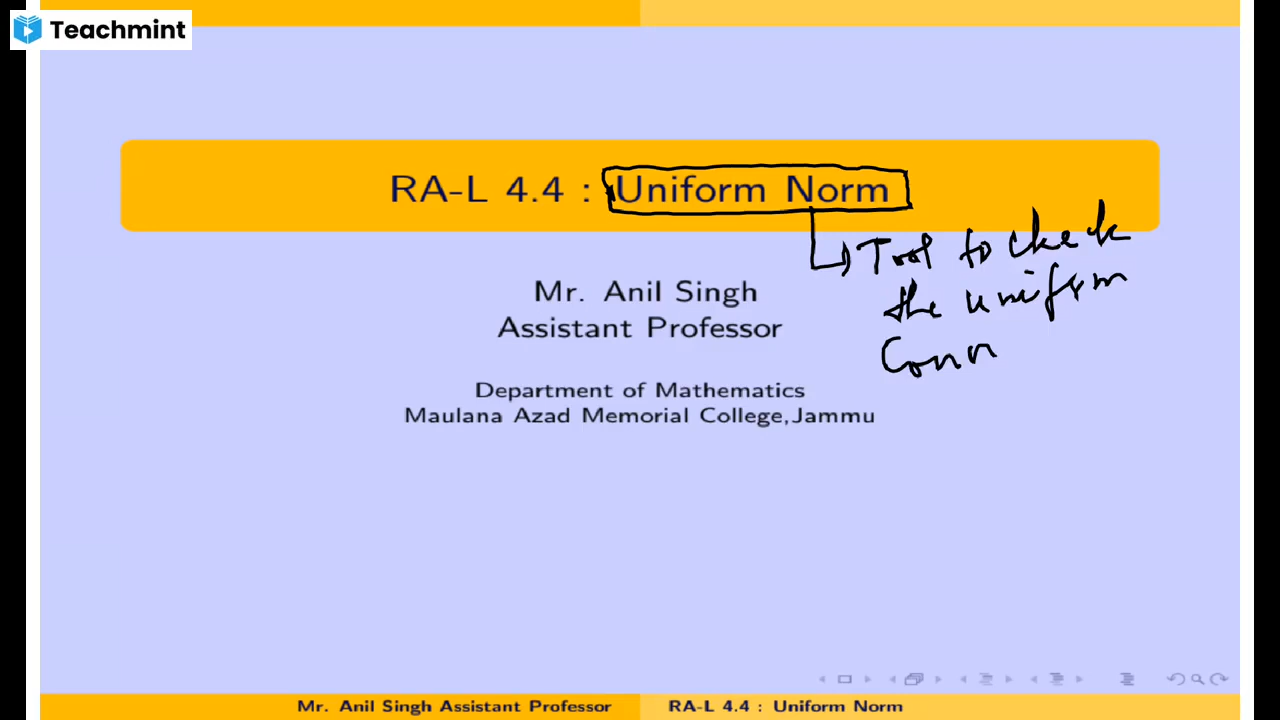 Teachmint
RA-L 4.4 : Uniform Norm
Tool to check
the uniform
Conv
Mr. Anil Singh
Assistant Professor
Department of Mathematics
Maulana Azad Memorial College,Jammu
Mr. Anil Singh Assistant Professor
RA-L 4.4 : Uniform Norm